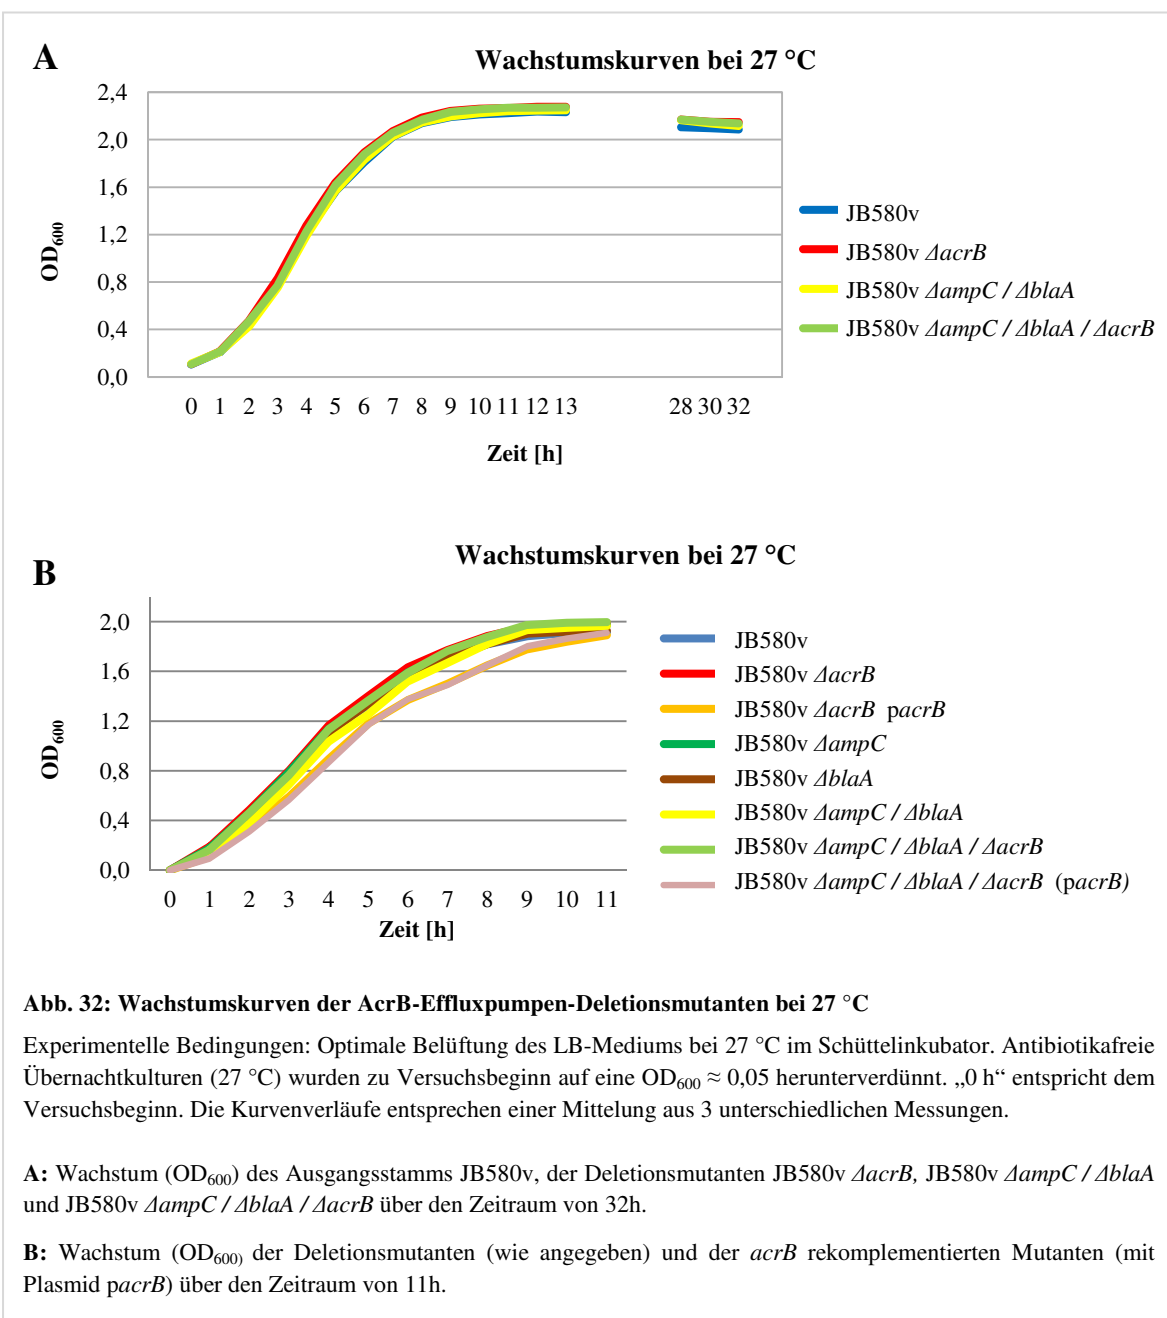 A
Wachstumskurven bei 27 °C
2,4
2,0
1,6
1,2
0,8
0,4
0,0
OD600
0 1 2 3 4 5 6 7 8 9 10 11 12 13 28 30 32
Zeit [h]
JB580v
JB580v ΔacrB
JB580v ΔampC / ΔblaA
JB580v ΔampC / ΔblaA / ΔacrB
B
Wachstumskurven bei 27 °C
2,0
1,6
1,2
0,8
0,4
0,0
OD600
0 1 2 3 4 5 6 7 8 9 10 11
Zeit [h]
JB580v
JB580v ΔacrB
JB580v ΔacrB pacrB
JB580v ΔampC
JB580v ΔblaA
JB580v ΔampC / ΔblaA
JB580v ΔampC / ΔblaA / ΔacrB
JB580v ΔampC / ΔblaA / ΔacrB (pacrB)
Abb. 32: Wachstumskurven der AcrB-Effluxpumpen-Deletionsmutanten bei 27 °C
Experimentelle Bedingungen: Optimale Belüftung des LB-Mediums bei 27 °C im Schüttelinkubator. Antibiotikafreie
Übernachtkulturen (27 °C) wurden zu Versuchsbeginn auf eine OD600 ≈ 0,05 herunterverdünnt. „0 h“ entspricht dem
Versuchsbeginn. Die Kurvenverläufe entsprechen einer Mittelung aus 3 unterschiedlichen Messungen.
A: Wachstum (OD600) des Ausgangsstamms JB580v, der Deletionsmutanten JB580v ΔacrB, JB580v ΔampC / ΔblaA
und JB580v ΔampC / ΔblaA / ΔacrB über den Zeitraum von 32h.
B: Wachstum (OD600) der Deletionsmutanten (wie angegeben) und der acrB rekomplementierten Mutanten (mit
Plasmid pacrB) über den Zeitraum von 11h.